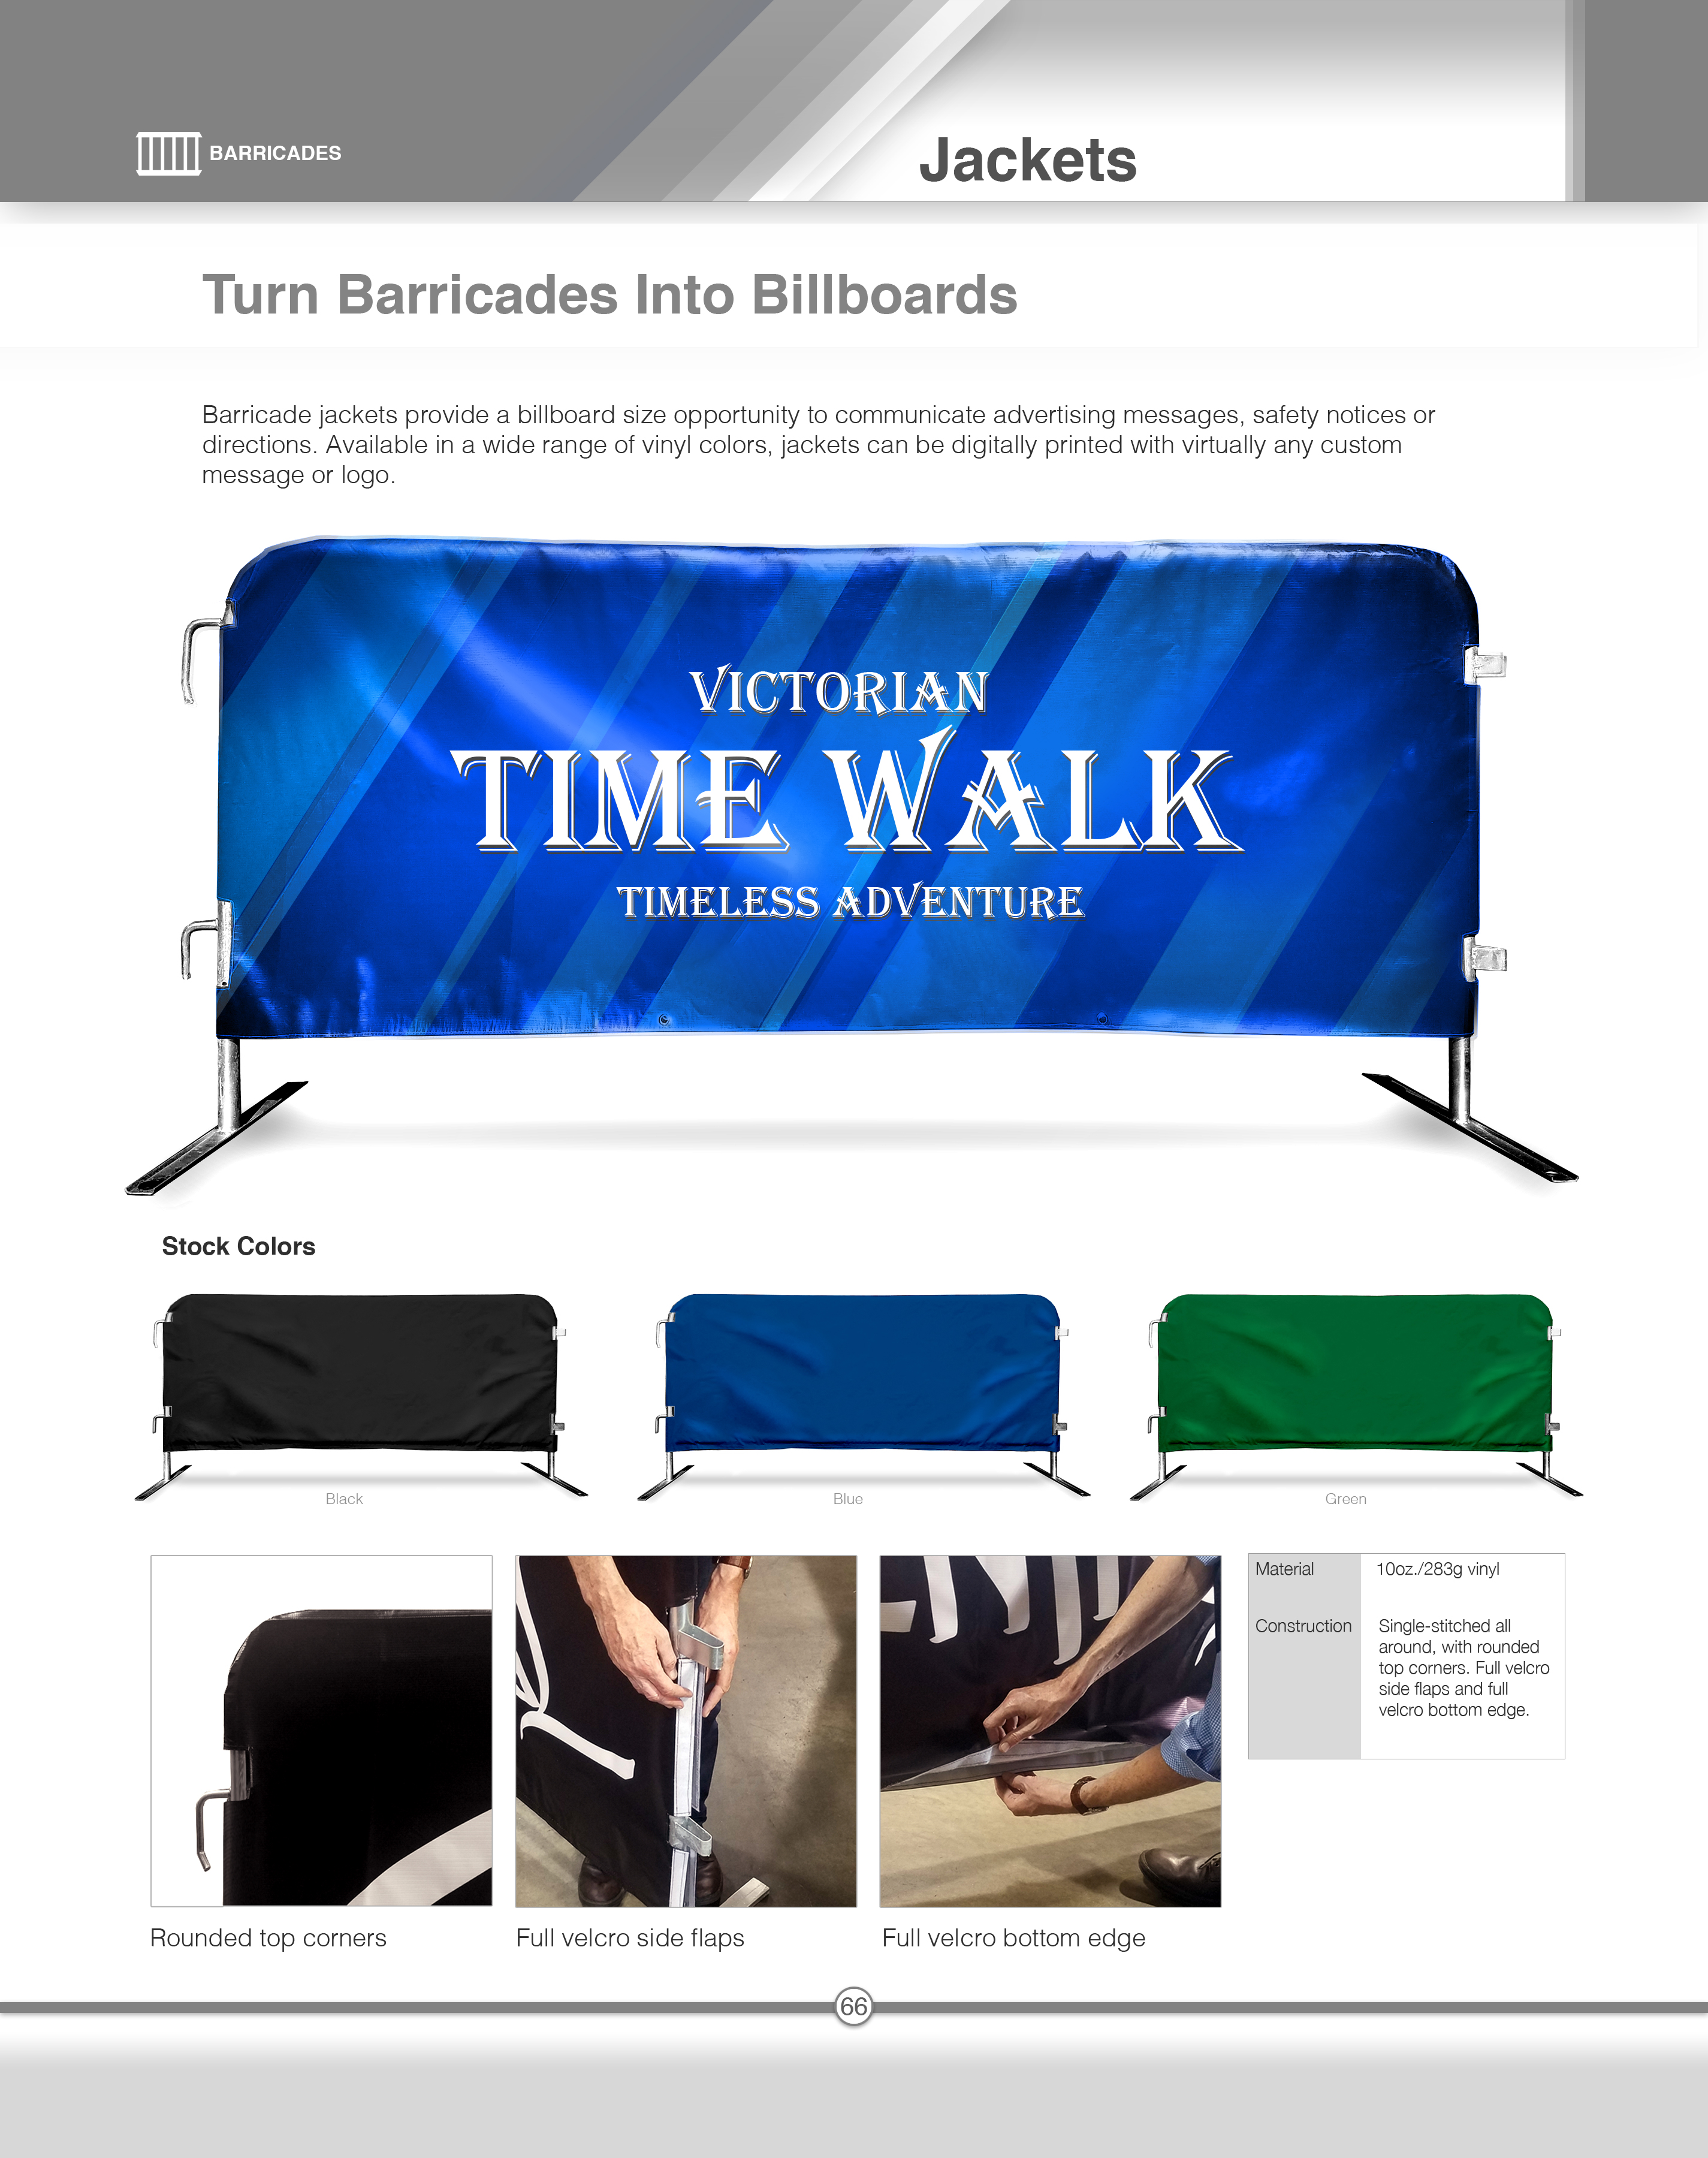 BARRICADES
Jackets
Turn Barricades Into Billboards
Barricade jackets provide a billboard size opportunity to communicate advertising messages, safety notices or
directions. Available in a wide range of vinyl colors, jackets can be digitally printed with virtually any custom
message or logo.
VICTORIAN
TIME WALK
TIMELESS ADVENTURE
Stock Colors
Black
Blue
Green
Material 10oz./283g vinyl
Construction Single-stitched all
around, with rounded
top corners. Full velcro
side flaps and full
velcro bottom edge.
Rounded top corners
Full velcro side flaps
Full velcro bottom edge
66